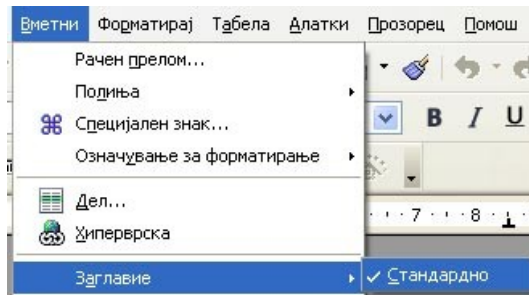 Вметни Форматирај Табела Алатки Прозорец Помош
Рачен прелом...
Полиња
Специјален знак...
B I U
Означување за форматирање
Дел...
7 8
Хиперврска
Заглавие
Стандардно